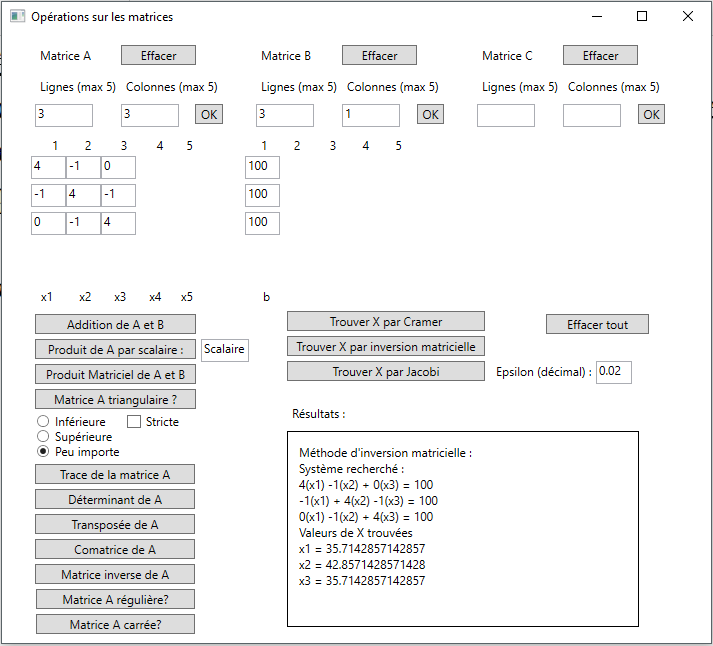 Opérations sur les matrices
Matrice A Effacer Matrice B Effacer Matrice C Effacer
Lignes (max 5) Colonnes (max 5) Lignes (max 5) Colonnes (max 5) Lignes (max 5) Colonnes (max 5)
3 3 OK 3 1 OK OK
1 2 3 4 5 1 2 3 4 5
4 -1 0 100
-1 4 -1 100
0 -1 4 100
x1 x2 x3 x4 x5 b
Addition de A et B
Produit de A par scalaire : Scalaire
Produit Matriciel de A et B
Matrice A triangulaire ?
Inférieure Stricte
Supérieure
Peu importe
Trace de la matrice A
Déterminant de A
Transposée de A
Comatrice de A
Matrice inverse de A
Matrice A régulière?
Matrice A carrée?
Trouver X par Cramer
Trouver X par inversion matricielle
Trouver X par Jacobi Epsilon (décimal) : 0.02
Effacer tout
Résultats :
Méthode d'inversion matricielle :
Système recherché :
4(x1) -1(x2) + 0(x3) = 100
-1(x1) + 4(x2) -1(x3) = 100
0(x1) -1(x2) + 4(x3) = 100
Valeurs de X trouvées
x1 = 35.7142857142857
x2 = 42.8571428571428
x3 = 35.7142857142857